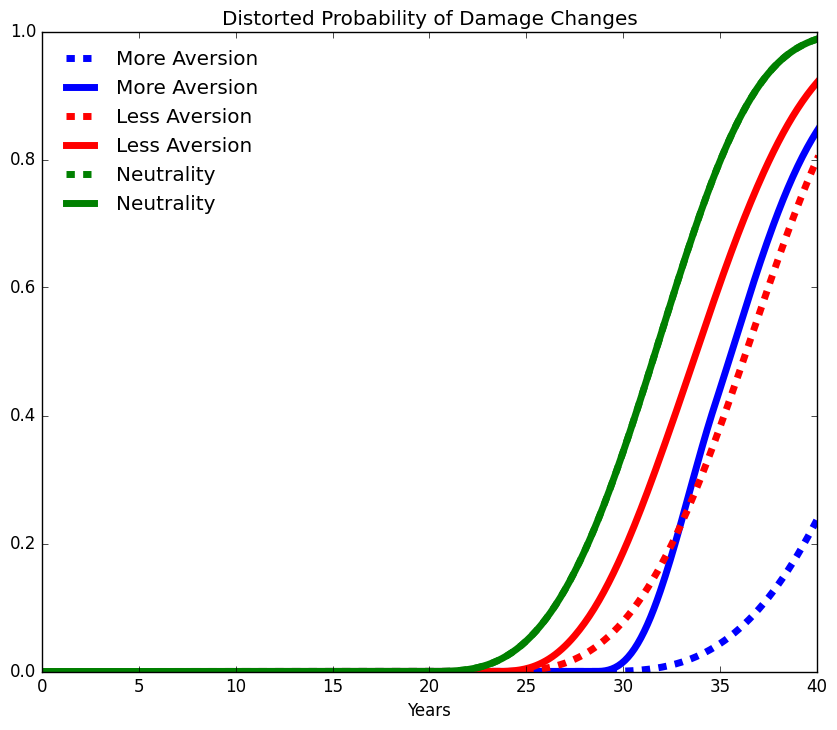 Distorted Probability of Damage Changes
1.0
More Aversion
More Aversion
Less Aversion
Less Aversion
Neutrality
Neutrality
0.8
0.6
0.4
0.2
0.0
0 5 10 15 20 25 30 35 40
Years